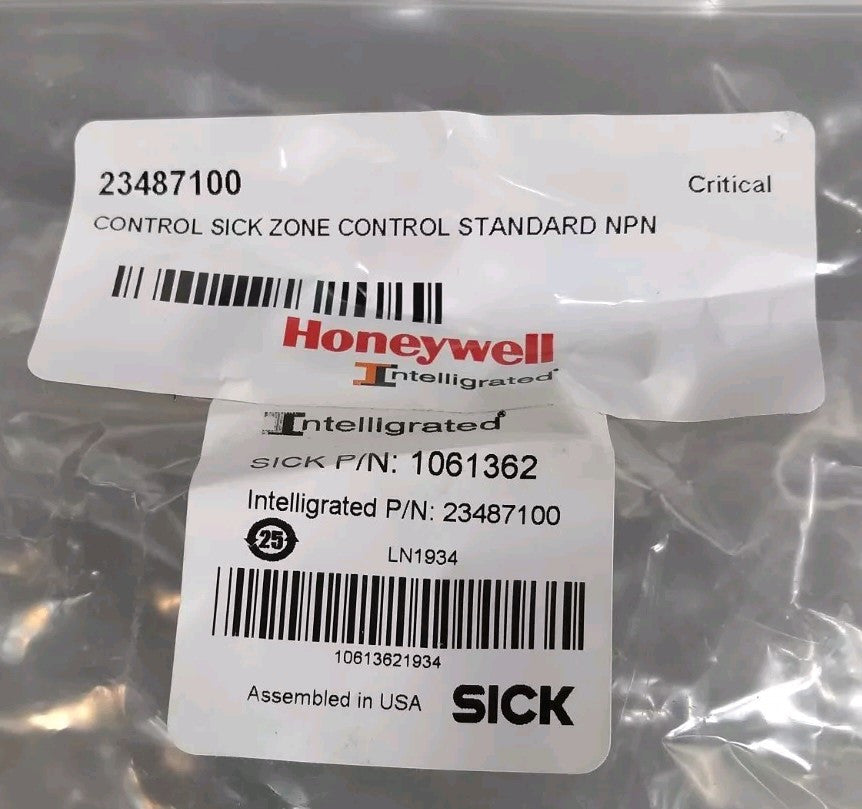 23487100
Critical
CONTROL SICK ZONE CONTROL STANDARD NPN
Honeywell
Intelligrated
Intelligrated
SICK P/N: 1061362
Intelligrated P/N: 23487100
25
LN1934
10613621934
Assembled in USA
SICK